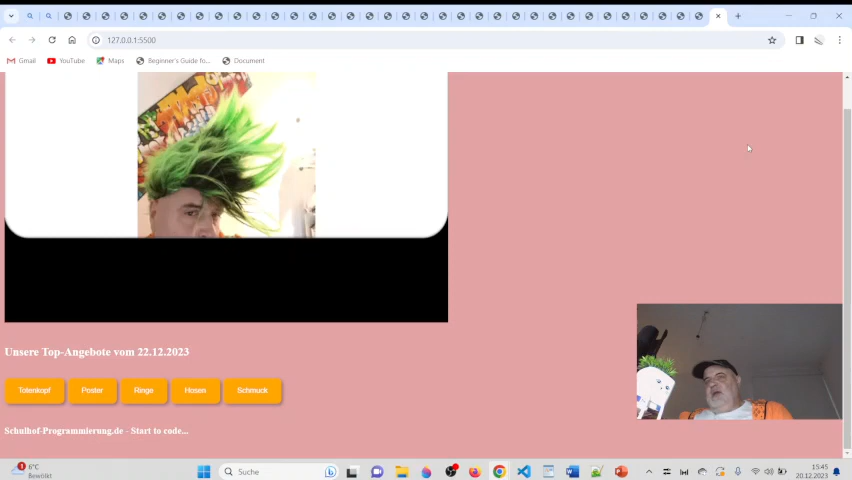 127.0.0.1:5500
Gmail
YouTube
Maps
Beginner's Guide fo...
Document
Unsere Top-Angebote vom 22.12.2023
Totenkopf
Poster
Ringe
Hosen
Schmuck
Schulhof-Programmierung.de - Start to code...
1
6°C
Bewölkt
Suche
15:45
20.12.2023